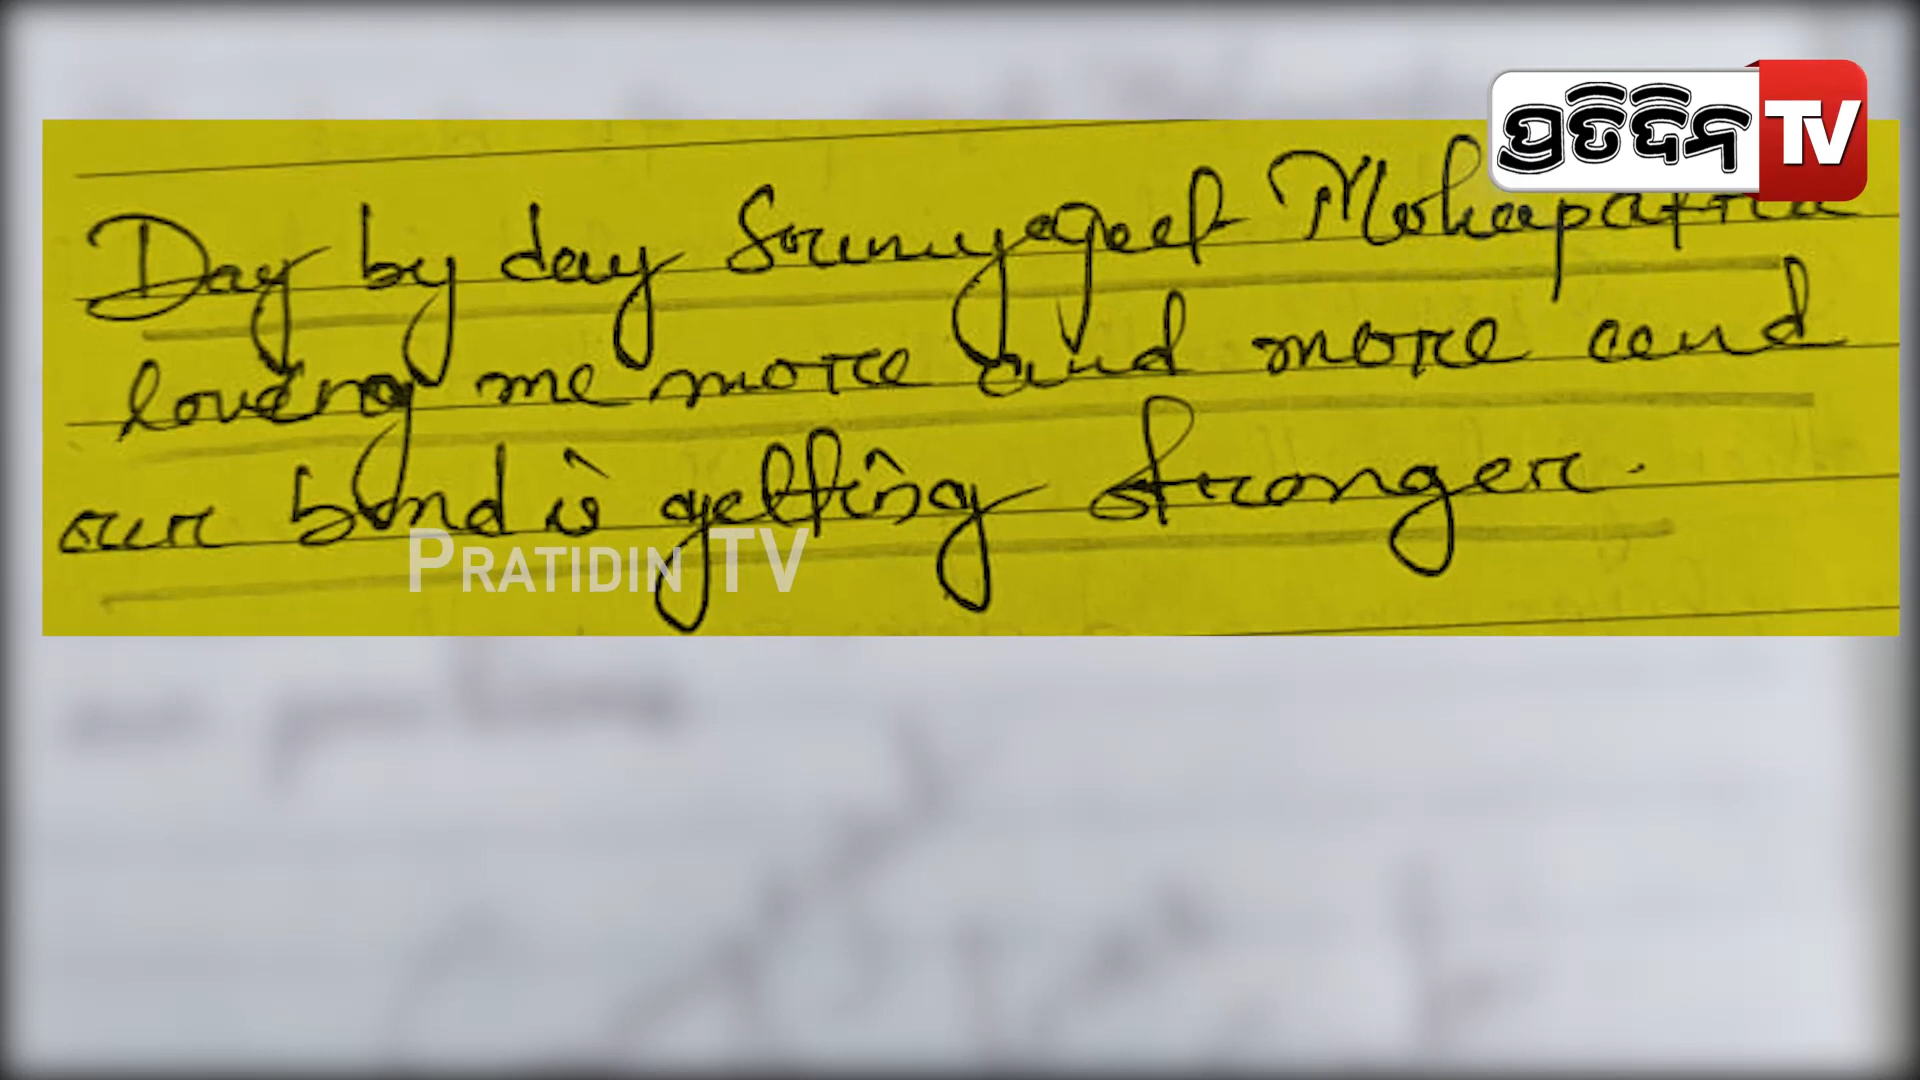 ପ୍ରତିଦିନ TV
Day by day Soumyajeet Mohapatra
loving me more and more and
our bond is getting stronger.
PRATIDIN TV